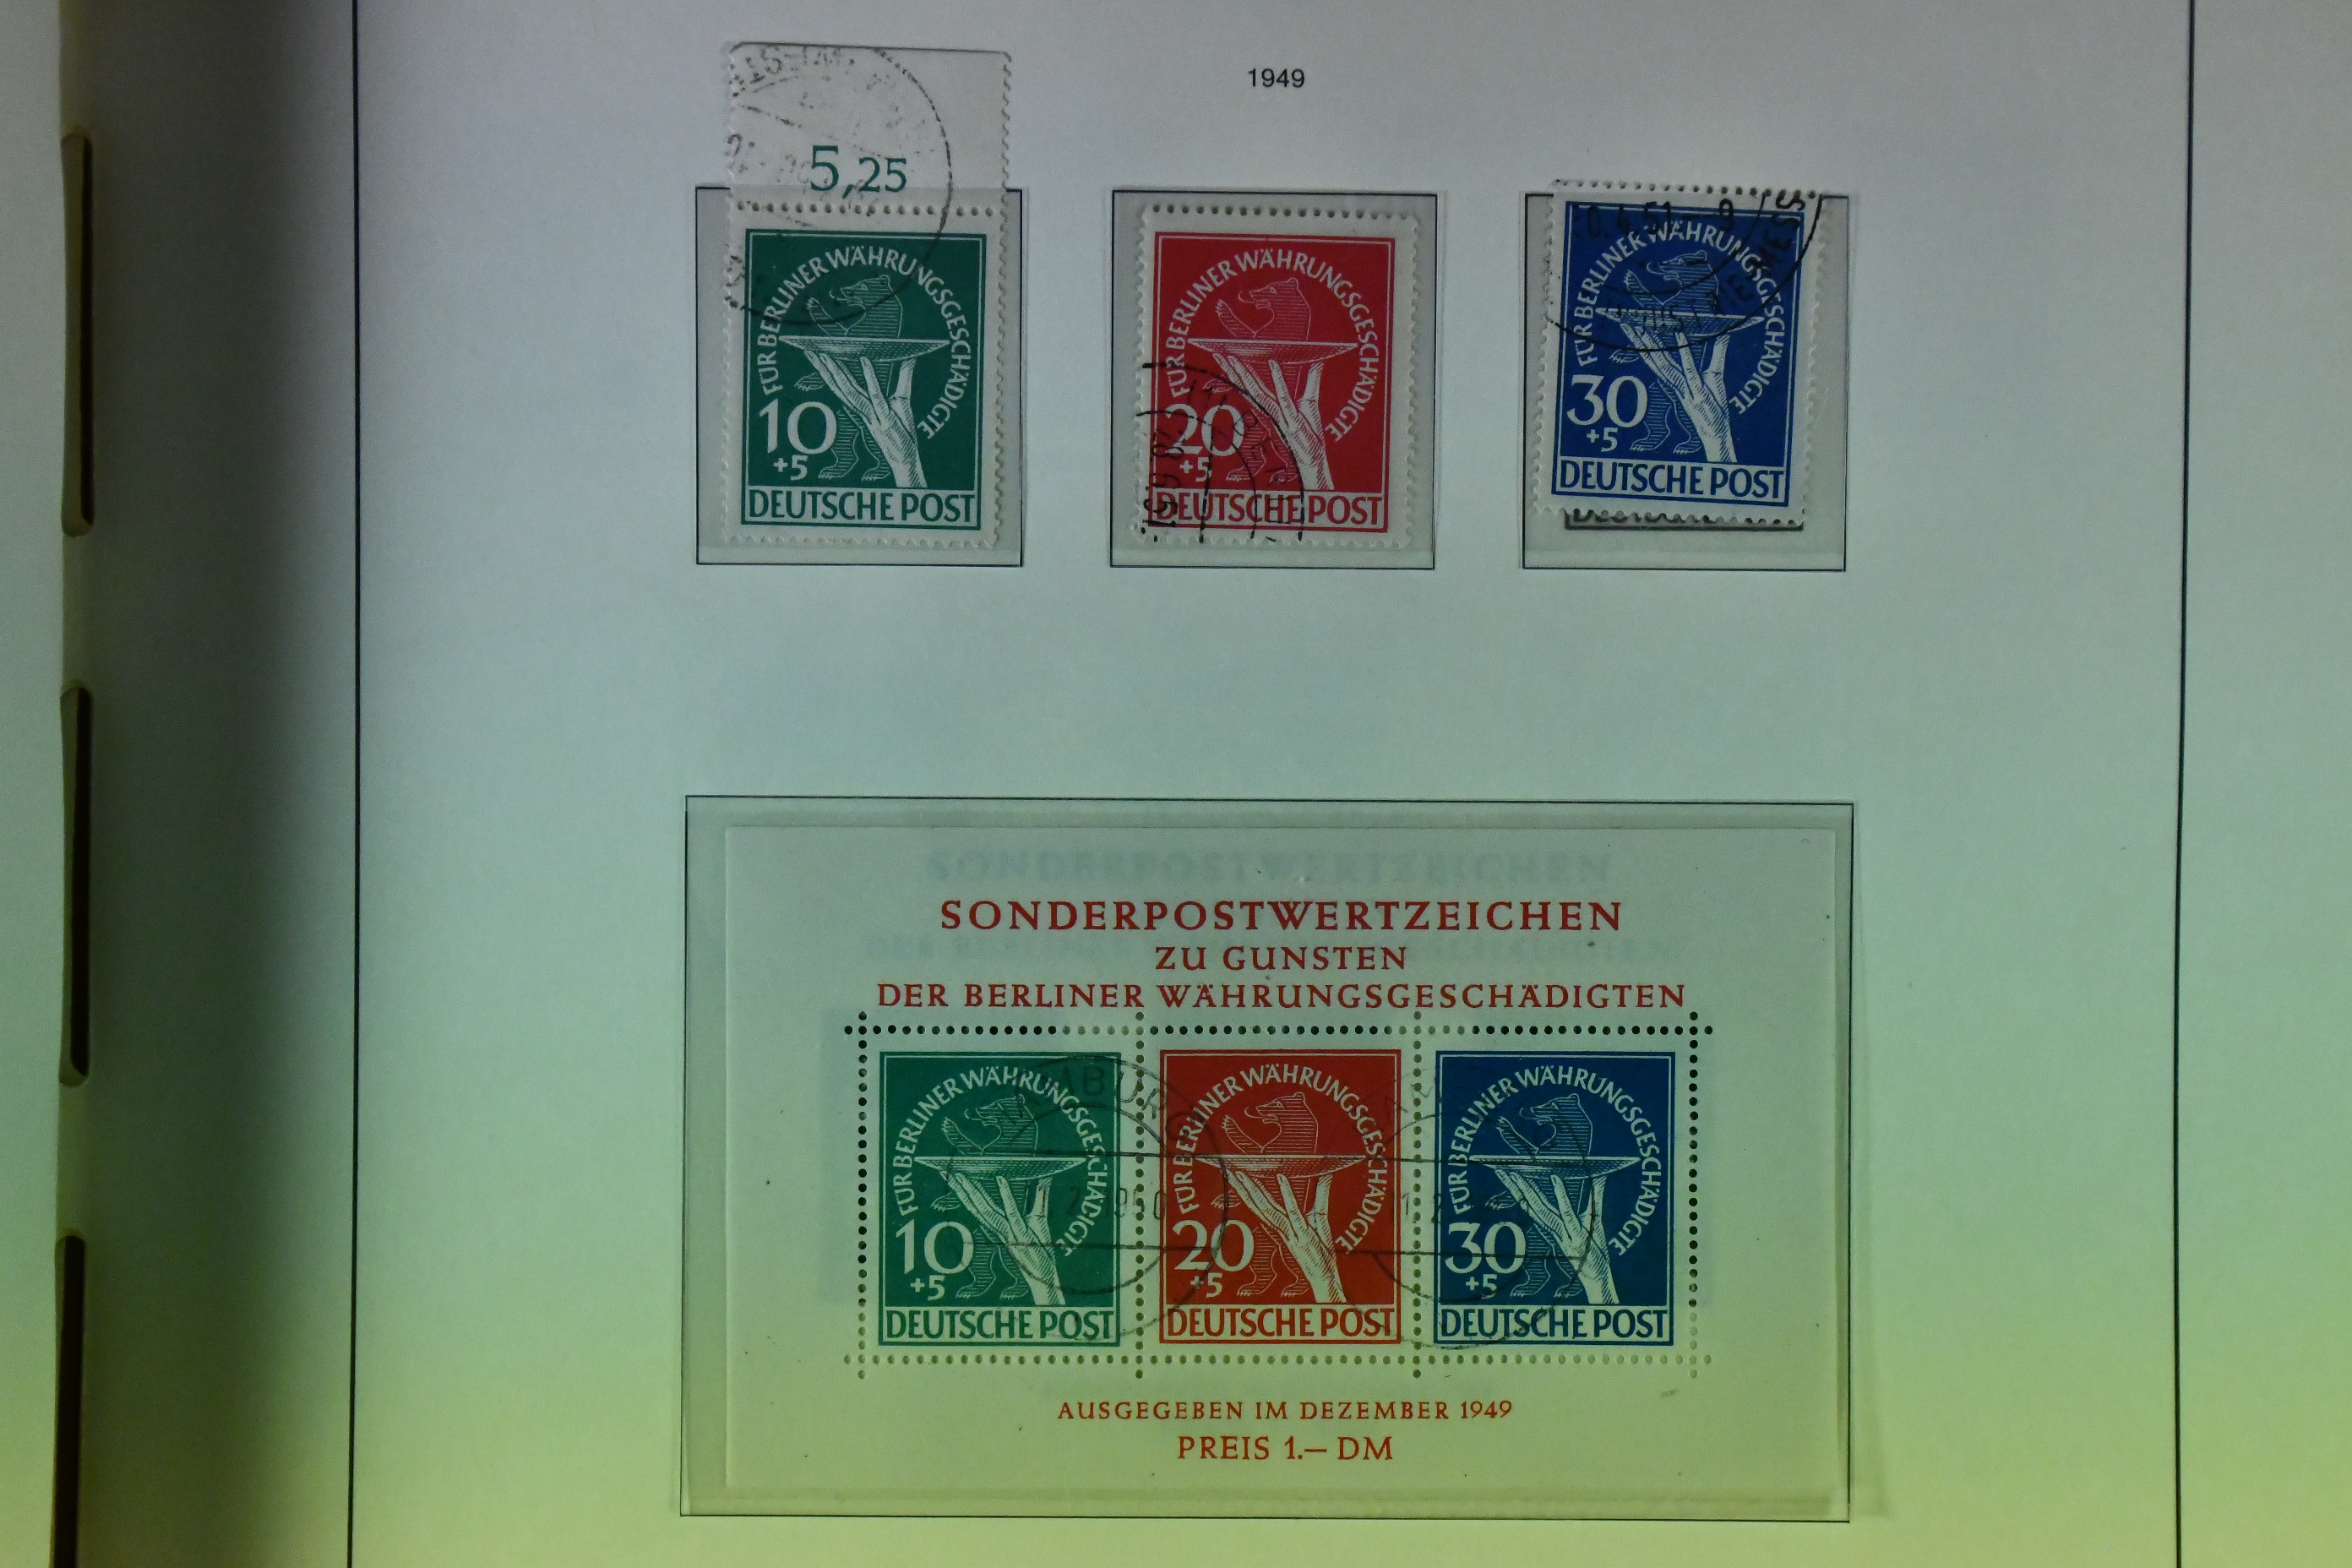 1949
5,25
FÜR BERLINER WÄHRUNGSGESCHÄDIGTE
10
+5
DEUTSCHE POST
FÜR BERLINER WÄHRUNGSGESCHÄDIGTE
20
+5
DEUTSCHE POST
FÜR BERLINER WÄHRUNGSGESCHÄDIGTE
30
+5
DEUTSCHE POST
SONDERPOSTWERTZEICHEN
ZU GUNSTEN
DER BERLINER WÄHRUNGSGESCHÄDIGTEN
FÜR BERLINER WÄHRUNGSGESCHÄDIGTE
10
+5
DEUTSCHE POST
FÜR BERLINER WÄHRUNGSGESCHÄDIGTE
20
+5
DEUTSCHE POST
FÜR BERLINER WÄHRUNGSGESCHÄDIGTE
30
+5
DEUTSCHE POST
AUSGEGEBEN IM DEZEMBER 1949
PREIS 1.— DM